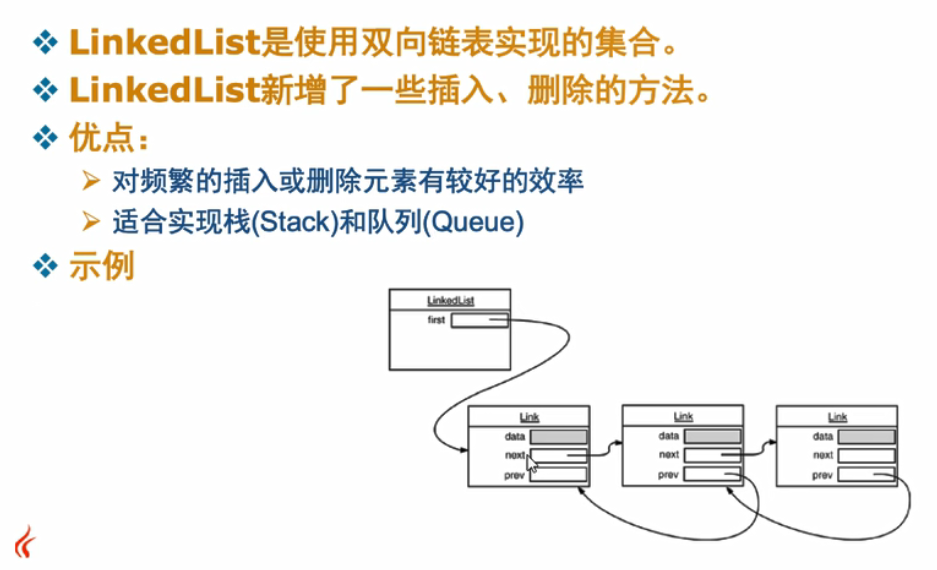 LinkedList是使用双向链表实现的集合。
LinkedList新增了一些插入、删除的方法。
优点：
对频繁的插入或删除元素有较好的效率
适合实现栈(Stack)和队列(Queue)
示例
LinkedList
first
Link
data
next
prev
Link
data
next
prev
Link
data
next
prev